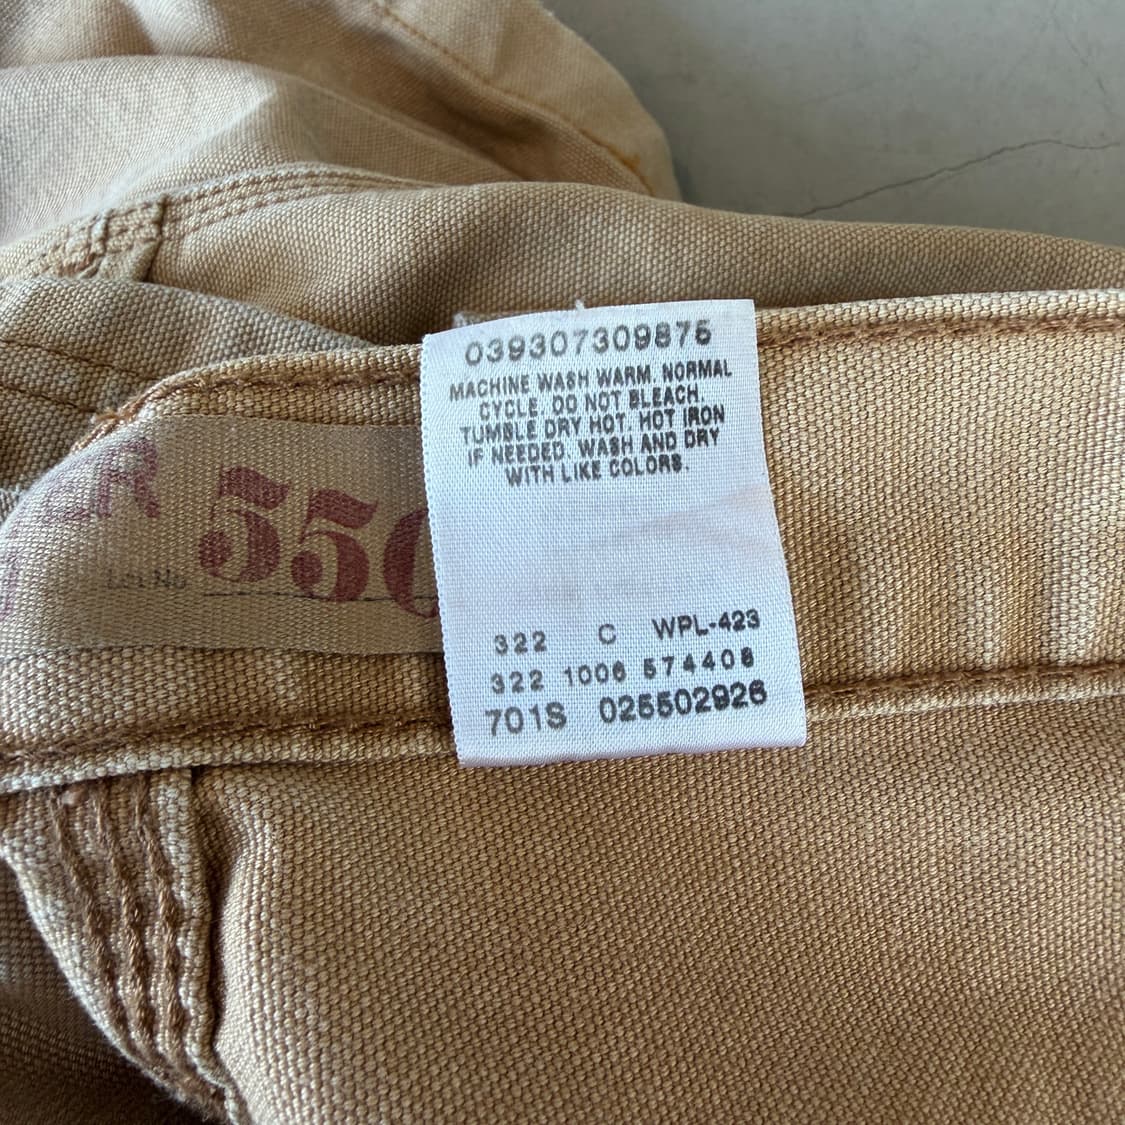 039307309875
MACHINE WASH WARM. NORMAL
CYCLE. DO NOT BLEACH.
TUMBLE DRY HOT. HOT IRON
IF NEEDED. WASH AND DRY
WITH LIKE COLORS.
ER
Lot No 550
322 C WPL-423
322 1006 574408
701S 025502926